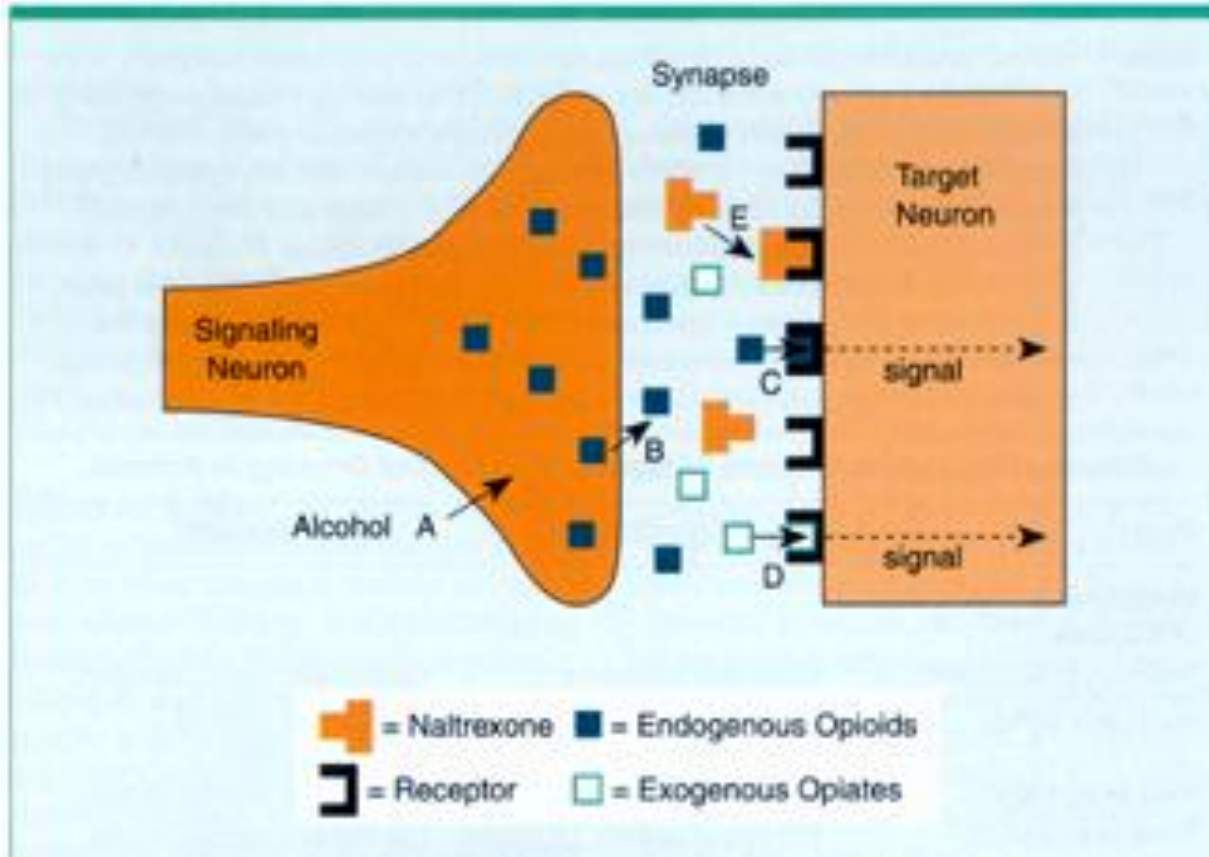 Synapse
Target
Neuron
E
Signaling
Neuron
C
signal
B
Alcohol A
D
signal
= Naltrexone = Endogenous Opioids
= Receptor = Exogenous Opiates